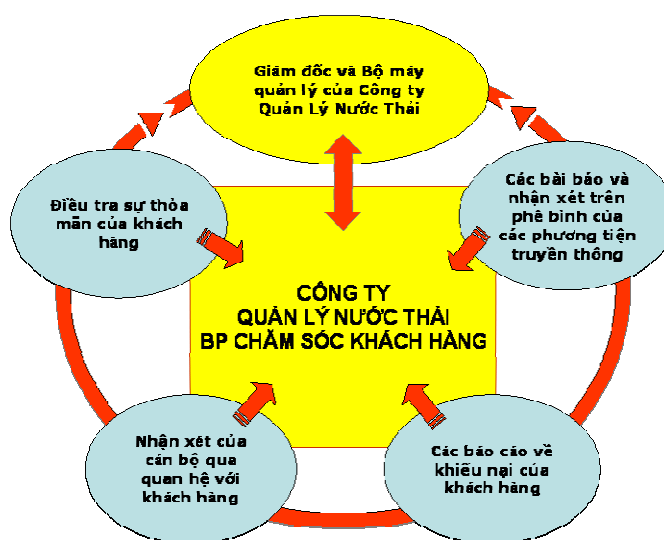 Giám đốc và Bộ máy
quản lý của Công ty
Quản Lý Nước Thải
Điều tra sự thỏa
mãn của khách
hàng
Các bài báo và
nhận xét trên
phê bình của
các phương tiện
truyền thông
CÔNG TY
QUẢN LÝ NƯỚC THẢI
BP CHĂM SÓC KHÁCH HÀNG
Nhận xét của
cán bộ qua
quan hệ với
khách hàng
Các báo cáo về
khiếu nại của
khách hàng